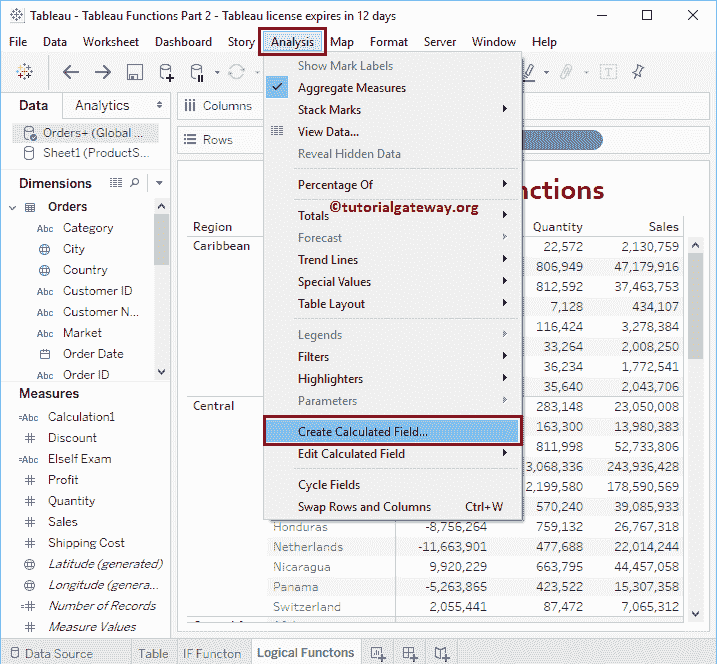 Tableau - Tableau Functions Part 2 - Tableau license expires in 12 days
File Data Worksheet Dashboard Story Analysis Map Format Server Window Help
Data Analytics
Orders+ (Global ...
Sheet1 (ProductS...
Dimensions
Orders
Abc Category
City
Country
Abc Customer ID
Abc Customer N...
Abc Market
Order Date
Abc Order ID
Measures
=Abc Calculation1
# Discount
=Abc ElseIf Exam
# Profit
# Quantity
# Sales
# Shipping Cost
Latitude (generated)
Longitude (genera...
=# Number of Records
# Measure Values
Columns
Rows
Show Mark Labels
Aggregate Measures
Stack Marks
View Data...
Reveal Hidden Data
Percentage Of
©tutorialgateway.org
Totals
Forecast
Trend Lines
Special Values
Table Layout
Legends
Filters
Highlighters
Parameters
Create Calculated Field...
Edit Calculated Field
Cycle Fields
Swap Rows and Columns Ctrl+W
nctions
Region Quantity Sales
Caribbean 22,572 2,130,759
806,949 47,179,916
812,592 37,463,753
7,128 434,107
116,424 3,278,384
33,264 2,008,250
36,234 1,772,541
35,640 2,043,706
Central 283,148 23,050,008
163,300 13,980,383
811,998 52,733,806
3,068,336 243,936,428
2,199,580 178,590,569
570,240 39,085,933
Honduras -8,756,264 759,132 26,767,318
Netherlands -11,663,901 477,688 22,014,244
Nicaragua 9,920,229 663,795 44,457,058
Panama -5,263,865 423,522 15,307,358
Switzerland 2,055,441 87,472 7,065,312
Data Source Table IF Functon Logical Functons